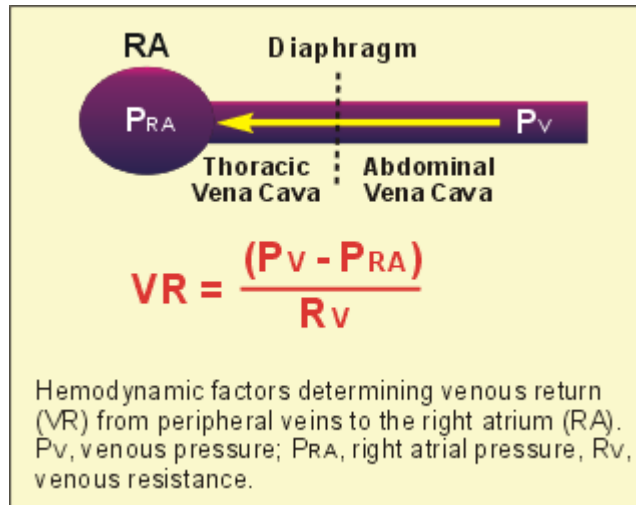 RA Diaphragm
PRA PV
Thoracic Abdominal
Vena Cava Vena Cava
VR = (PV - PRA)
RV
Hemodynamic factors determining venous return
(VR) from peripheral veins to the right atrium (RA).
PV, venous pressure; PRA, right atrial pressure, RV,
venous resistance.